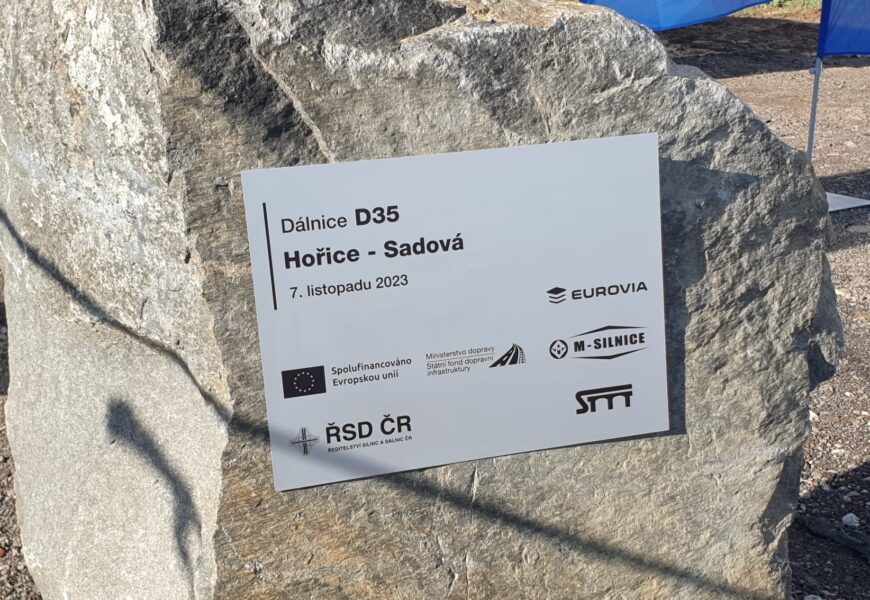 Dálnice D35
Hořice - Sadová
7. listopadu 2023
EUROVIA
M-SILNICE
Spolufinancováno
Evropskou unií
Ministerstvo dopravy
Státní fond dopravní
infrastruktury
SMT
ŘSD ČR
ŘEDITELSTVÍ SILNIC A DÁLNIC ČR